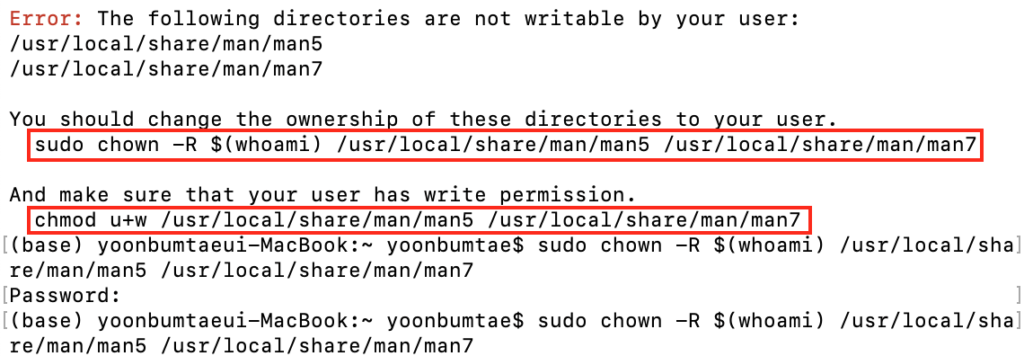 Error: The following directories are not writable by your user:
/usr/local/share/man/man5
/usr/local/share/man/man7
You should change the ownership of these directories to your user.
sudo chown -R $(whoami) /usr/local/share/man/man5 /usr/local/share/man/man7
And make sure that your user has write permission.
chmod u+w /usr/local/share/man/man5 /usr/local/share/man/man7
[(base) yoonbumtaeui-MacBook:~ yoonbumtae$ sudo chown -R $(whoami) /usr/local/sha]
re/man/man5 /usr/local/share/man/man7
[Password: ]
[(base) yoonbumtaeui-MacBook:~ yoonbumtae$ sudo chown -R $(whoami) /usr/local/sha]
re/man/man5 /usr/local/share/man/man7